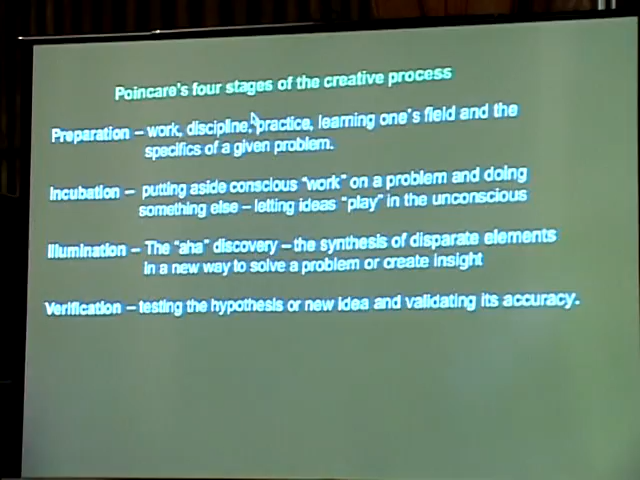 Poincare's four stages of the creative process
Preparation – work, discipline, practice, learning one's field and the
specifics of a given problem.
Incubation – putting aside conscious "work" on a problem and doing
something else – letting ideas "play" in the unconscious
Illumination – The "aha" discovery – the synthesis of disparate elements
in a new way to solve a problem or create insight
Verification – testing the hypothesis or new idea and validating its accuracy.